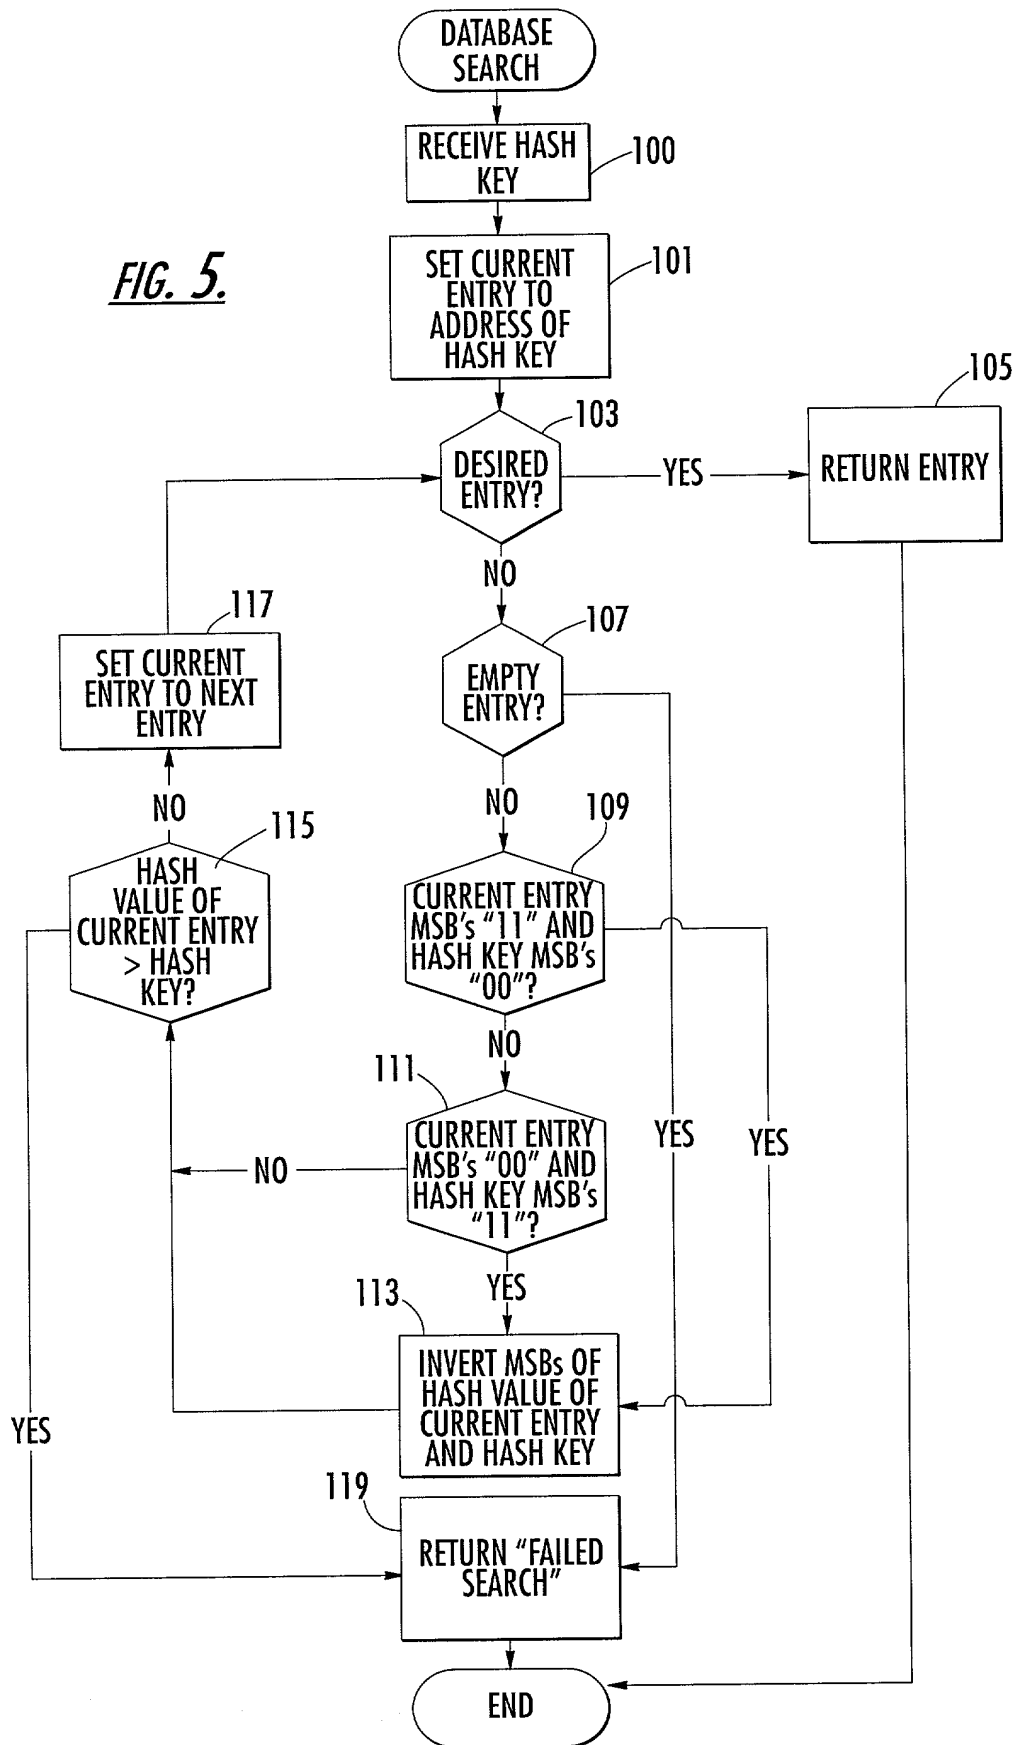 DATABASE
SEARCH
RECEIVE HASH
KEY
100
FIG. 5.
SET CURRENT
ENTRY TO
ADDRESS OF
HASH KEY
101
103
DESIRED
ENTRY?
YES
105
RETURN ENTRY
NO
117
SET CURRENT
ENTRY TO NEXT
ENTRY
107
EMPTY
ENTRY?
NO
NO
109
115
HASH
VALUE OF
CURRENT ENTRY
> HASH
KEY?
CURRENT ENTRY
MSB's "11" AND
HASH KEY MSB's
"00"?
NO
111
CURRENT ENTRY
MSB's "00" AND
HASH KEY MSB's
"11"?
NO
YES
YES
YES
113
INVERT MSBs OF
HASH VALUE OF
CURRENT ENTRY
AND HASH KEY
YES
119
RETURN "FAILED
SEARCH"
END